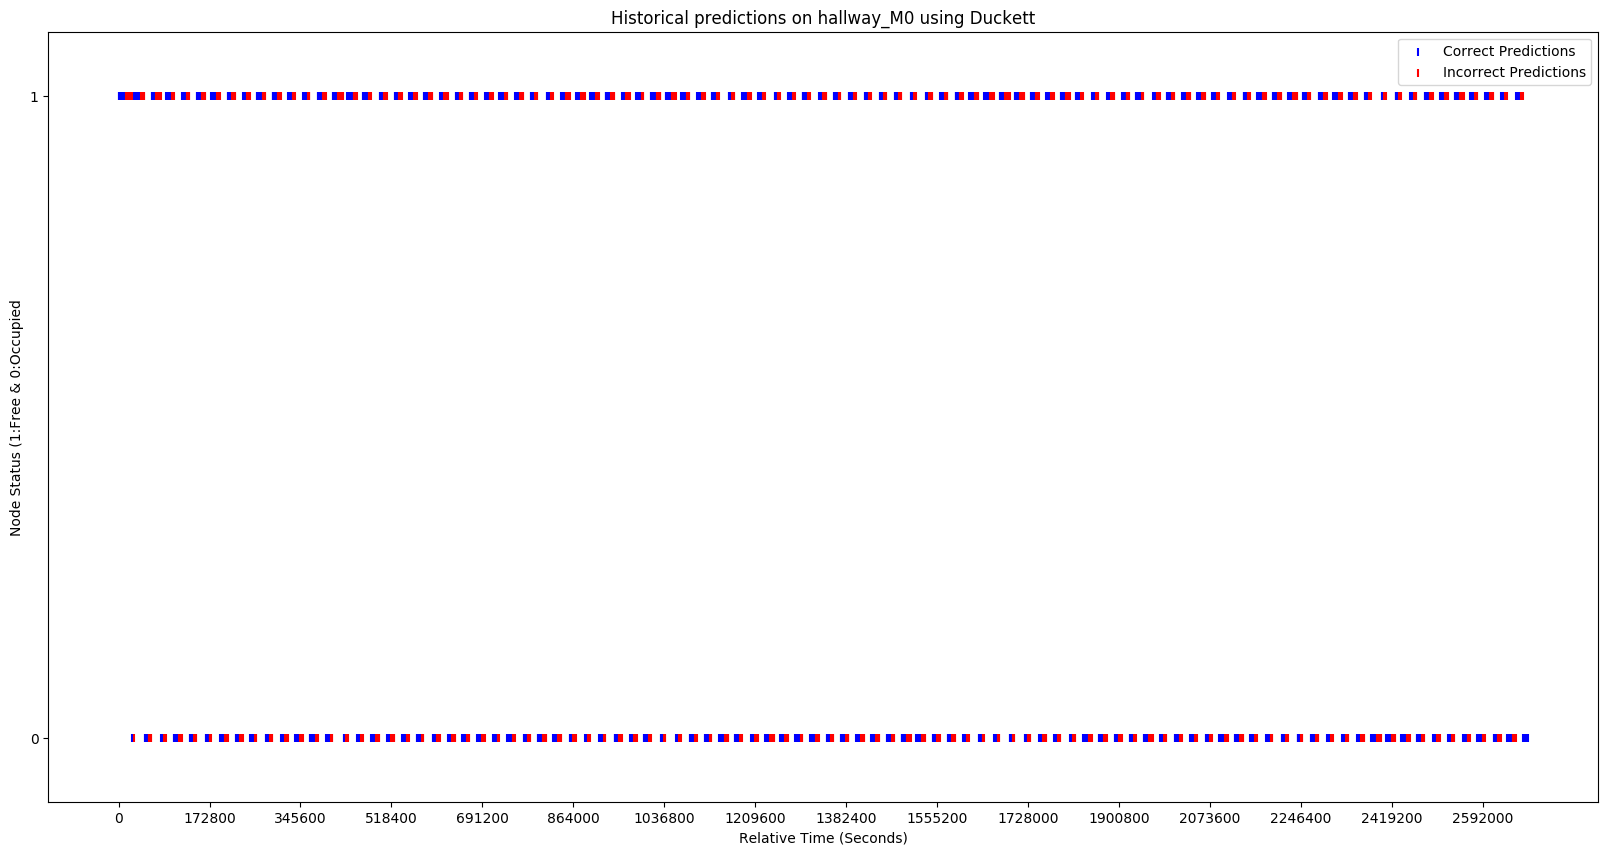 Historical predictions on hallway_M0 using Duckett
Correct Predictions
Incorrect Predictions
1
0
Node Status (1:Free & 0:Occupied
0 172800 345600 518400 691200 864000 1036800 1209600 1382400 1555200 1728000 1900800 2073600 2246400 2419200 2592000
Relative Time (Seconds)